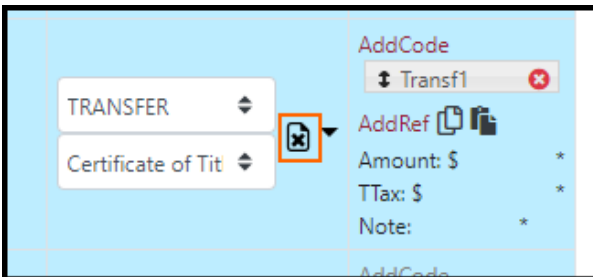 AddCode
Transf1
TRANSFER
AddRef
Certificate of Tit
Amount: $ *
TTax: $ *
Note: *
AddCode